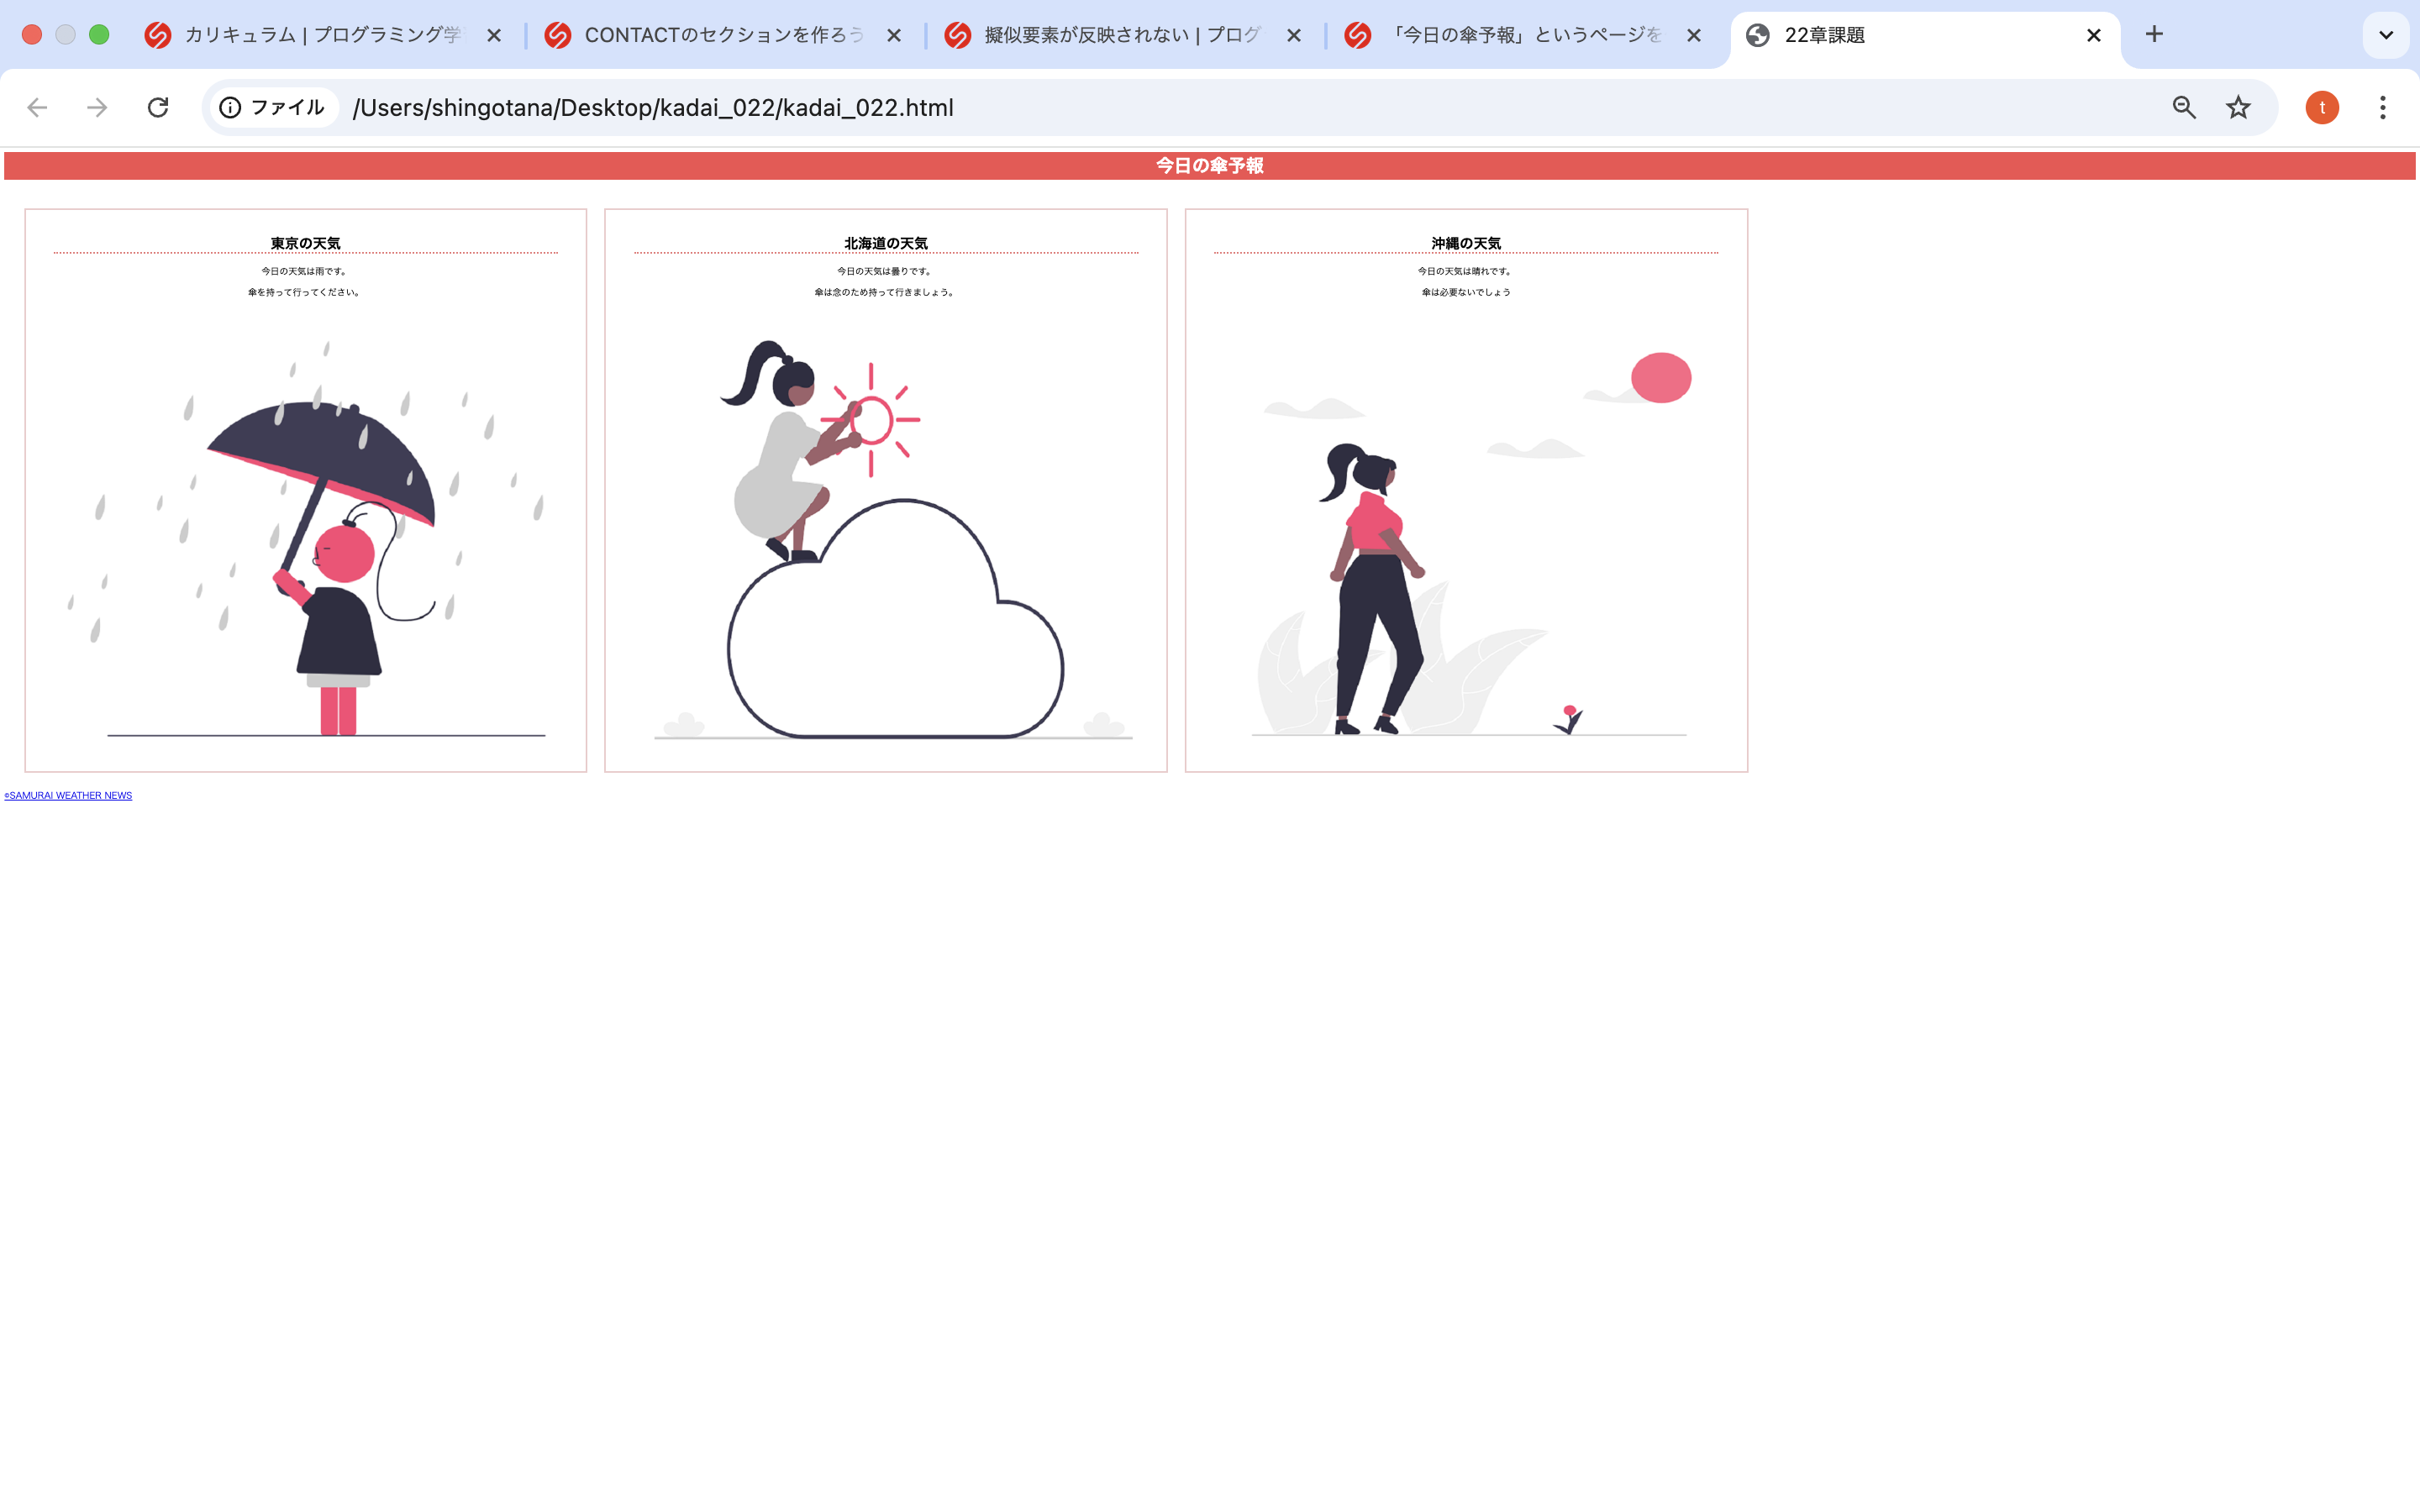 カリキュラム | プログラミング学
CONTACTのセクションを作ろう
擬似要素が反映されない | プログ
「今日の傘予報」というページを
22章課題
ファイル
/Users/shingotana/Desktop/kadai_022/kadai_022.html
t
今日の傘予報
東京の天気
今日の天気は雨です。
傘を持って行ってください。
北海道の天気
今日の天気は曇りです。
傘は念のため持って行きましょう。
沖縄の天気
今日の天気は晴れです。
傘は必要ないでしょう
©SAMURAI WEATHER NEWS